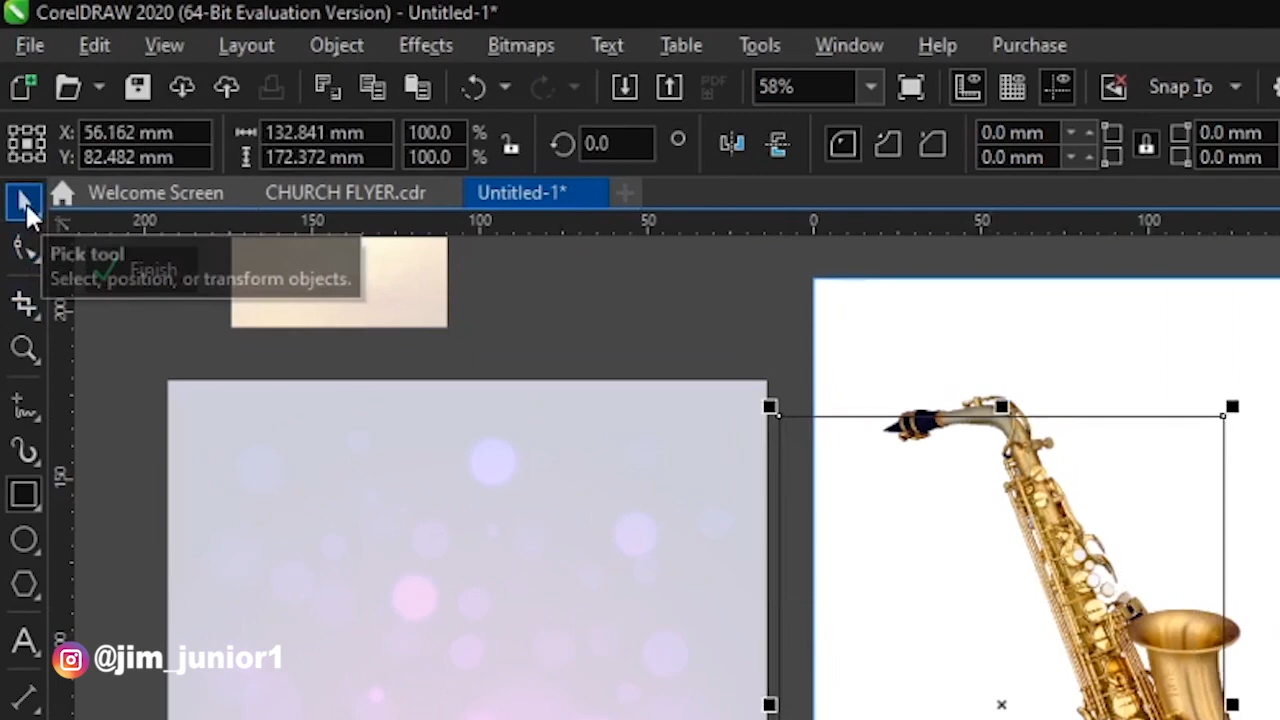 CorelDRAW 2020 (64-Bit Evaluation Version) - Untitled-1*
File Edit View Layout Object Effects Bitmaps Text Table Tools Window Help Purchase
PDF 58% Snap To
X: 56.162 mm 132.841 mm 100.0 % 0.0 0.0 mm 0.0 mm
Y: 82.482 mm 172.372 mm 100.0 % 0.0 mm 0.0 mm
Welcome Screen CHURCH FLYER.cdr Untitled-1*
200 150 100 50 0 50 100
Pick tool
Finish
Select, position, or transform objects.
200
150
A
@jim_junior1